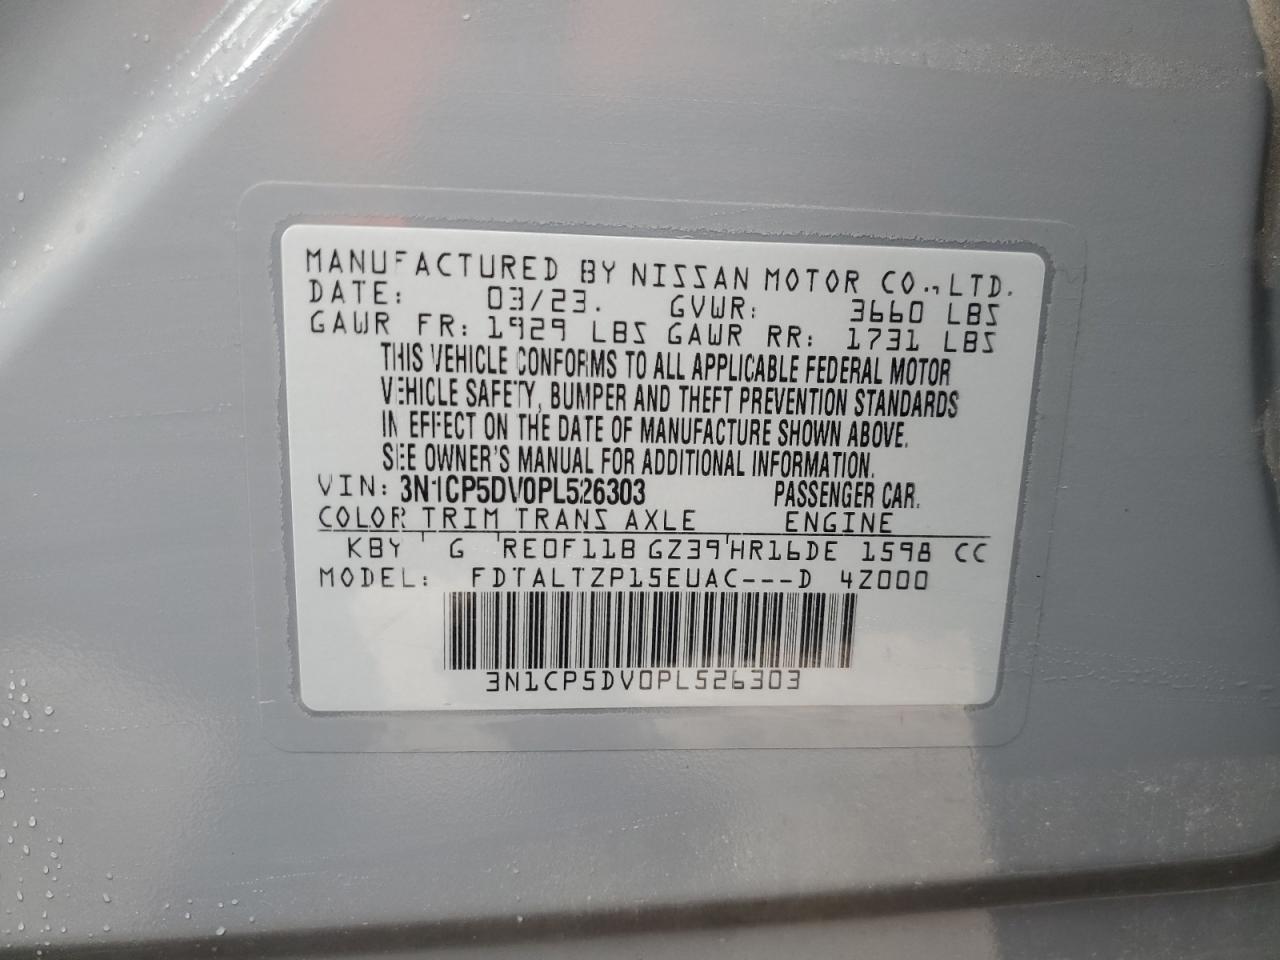 MANUFACTURED BY NISSAN MOTOR CO., LTD.
DATE: 03/23. GVWR: 3660 LBS
GAWR FR: 1929 LBS GAWR RR: 1731 LBS
THIS VEHICLE CONFORMS TO ALL APPLICABLE FEDERAL MOTOR
VEHICLE SAFETY, BUMPER AND THEFT PREVENTION STANDARDS
IN EFFECT ON THE DATE OF MANUFACTURE SHOWN ABOVE.
SEE OWNER'S MANUAL FOR ADDITIONAL INFORMATION.
VIN: 3N1CP5DV0PL526303 PASSENGER CAR.
COLOR TRIM TRANS AXLE ENGINE
KBY ' G 'RE0F11B GZ39'HR16DE 1598 CC
MODEL: FDTALTZP15EUAC---D 4Z000
3N1CP5DV0PL526303